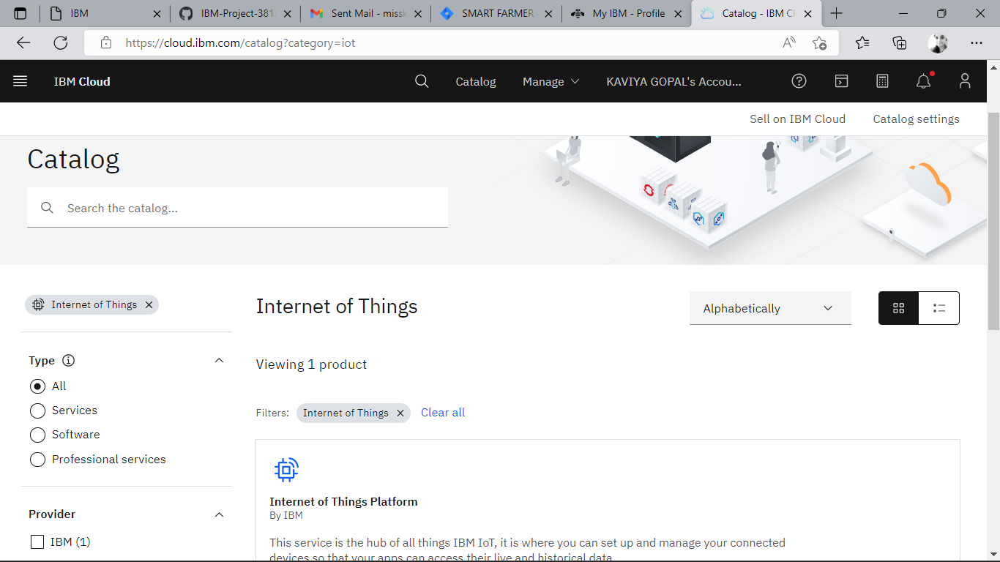 IBM
IBM-Project-381
Sent Mail - missk
SMART FARMER
My IBM - Profile
Catalog - IBM Cl
https://cloud.ibm.com/catalog?category=iot
IBM Cloud
Catalog
Manage
KAVIYA GOPAL's Accou...
Sell on IBM Cloud
Catalog settings
Catalog
Search the catalog...
Internet of Things
Internet of Things
Alphabetically
Type
Viewing 1 product
All
Services
Filters:
Internet of Things
Clear all
Software
Professional services
Internet of Things Platform
By IBM
Provider
IBM (1)
This service is the hub of all things IBM IoT, it is where you can set up and manage your connected
devices so that your apps can access their live and historical data.